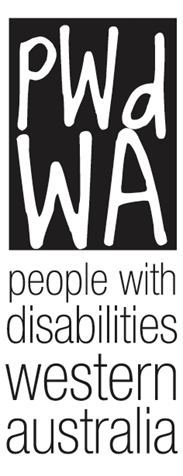 PWd
WA
people with
disabilities
western
australia